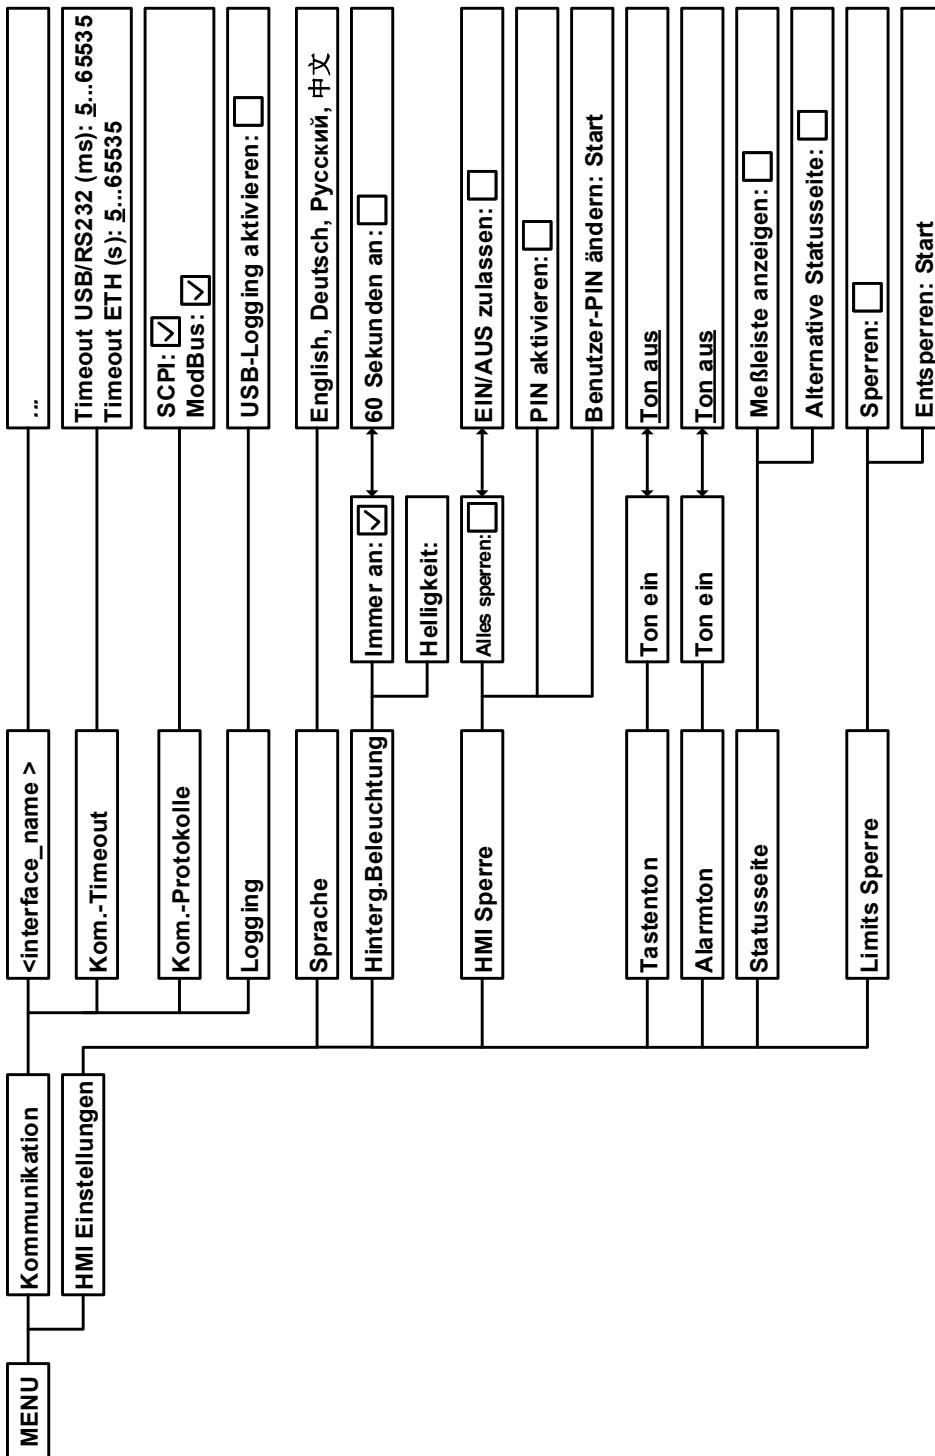 MENU
Kommunikation
<interface_name >
...
Kom.-Timeout
Timeout USB/RS232 (ms): 5...65535
Timeout ETH (s): 5...65535
Kom.-Protokolle
SCPI:
ModBus:
Logging
USB-Logging aktivieren:
HMI Einstellungen
Sprache
English, Deutsch, Русский, 中文
Hinterg.Beleuchtung
Immer an:
60 Sekunden an:
Helligkeit:
HMI Sperre
Alles sperren:
EIN/AUS zulassen:
PIN aktivieren:
Benutzer-PIN ändern: Start
Tastenton
Ton ein
Ton aus
Alarmton
Ton ein
Ton aus
Statusseite
Meßleiste anzeigen:
Alternative Statusseite:
Limits Sperre
Sperren:
Entsperren: Start